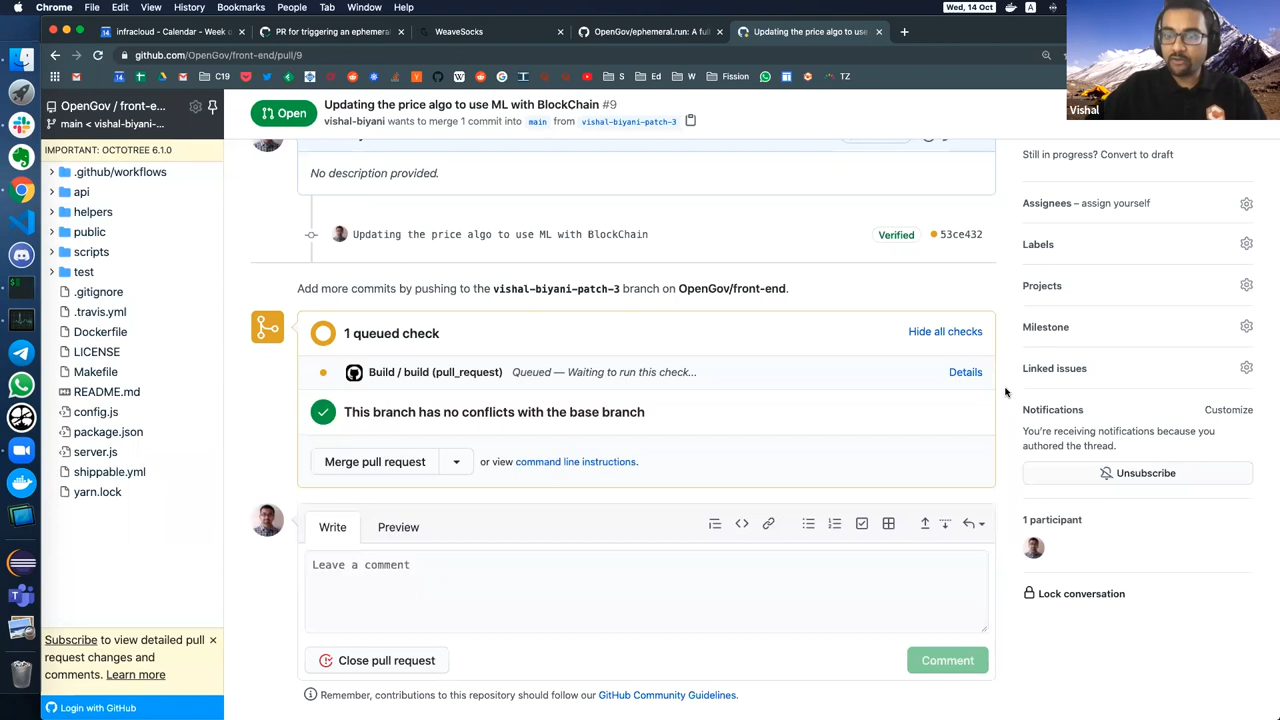 Chrome File Edit View History Bookmarks People Tab Window Help
Wed, 14 Oct
A
14 infracloud - Calendar - Week o
PR for triggering an ephemeral
WeaveSocks
OpenGov/ephemeral.run: A ful
Updating the price algo to use
github.com/OpenGov/front-end/pull/9
C19
S
Ed
W
Fission
TZ
Vishal
OpenGov / front-e...
main < vishal-biyani-...
IMPORTANT: OCTOTREE 6.1.0
.github/workflows
api
helpers
public
scripts
test
.gitignore
.travis.yml
Dockerfile
LICENSE
Makefile
README.md
config.js
package.json
server.js
shippable.yml
yarn.lock
Subscribe to view detailed pull
request changes and
comments. Learn more
Login with GitHub
Open
Updating the price algo to use ML with BlockChain #9
vishal-biyani wants to merge 1 commit into main from vishal-biyani-patch-3
No description provided.
Updating the price algo to use ML with BlockChain
Verified
53ce432
Add more commits by pushing to the vishal-biyani-patch-3 branch on OpenGov/front-end.
1 queued check
Hide all checks
Build / build (pull_request) Queued — Waiting to run this check...
Details
This branch has no conflicts with the base branch
Merge pull request
or view command line instructions.
Write
Preview
Leave a comment
Close pull request
Comment
Remember, contributions to this repository should follow our GitHub Community Guidelines.
Still in progress? Convert to draft
Assignees – assign yourself
Labels
Projects
Milestone
Linked issues
Notifications
Customize
You're receiving notifications because you
authored the thread.
Unsubscribe
1 participant
Lock conversation